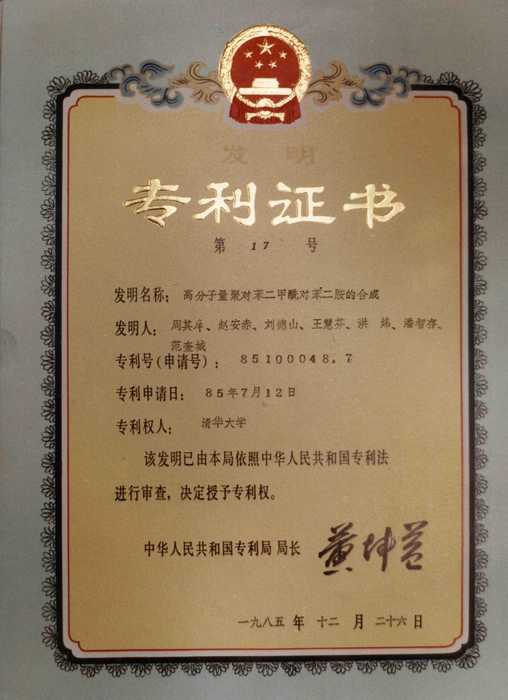 发明
专利证书
第 17 号
发明名称： 高分子量聚对苯二甲酰对苯二胺的合成
发明人： 周其庠、赵安赤、刘德山、王慧芬、洪 炜、潘智存、
范奎城
专利号(申请号)： 85100048.7
专利申请日： 85年7月12日
专利权人： 清华大学
该发明已由本局依照中华人民共和国专利法
进行审查，决定授予专利权。
中华人民共和国专利局 局长 黄坤益
一九八五 年 十二 月 二十六 日